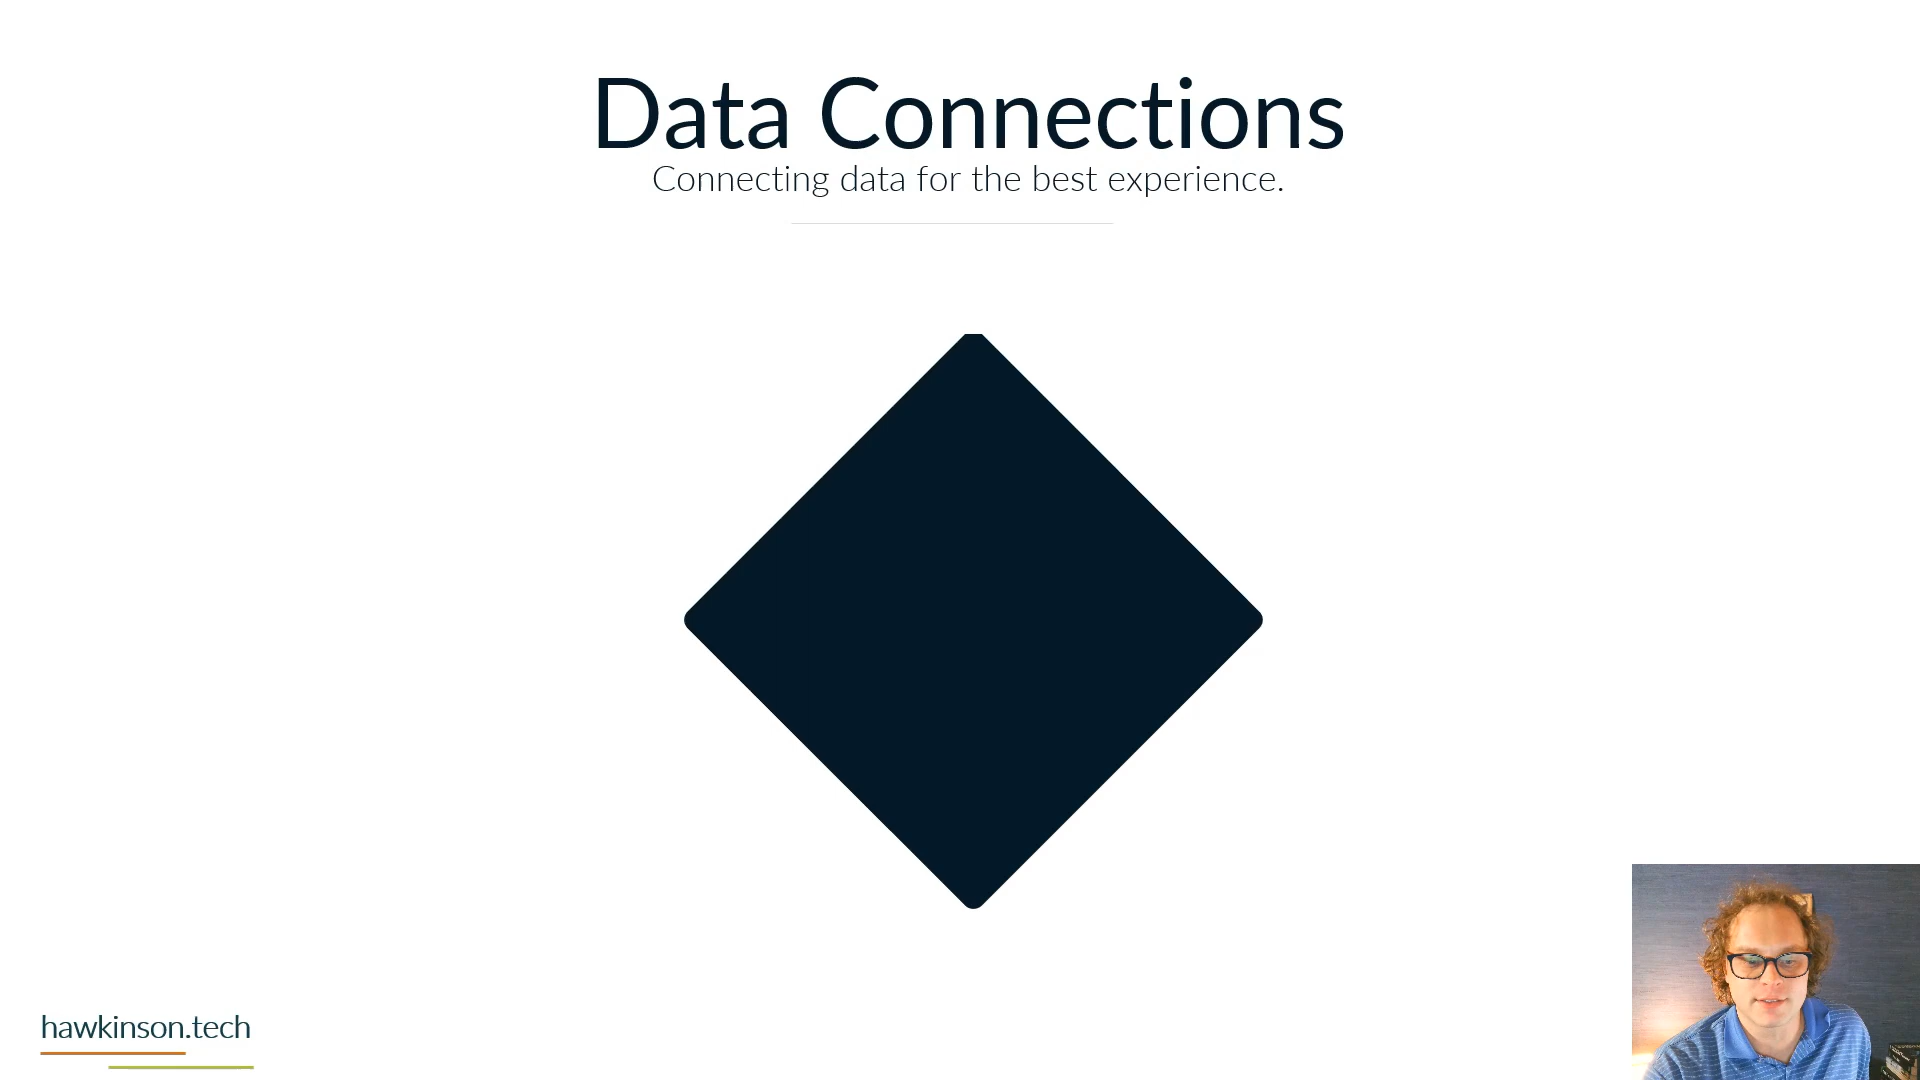 Data Connections
Connecting data for the best experience.
hawkinson.tech